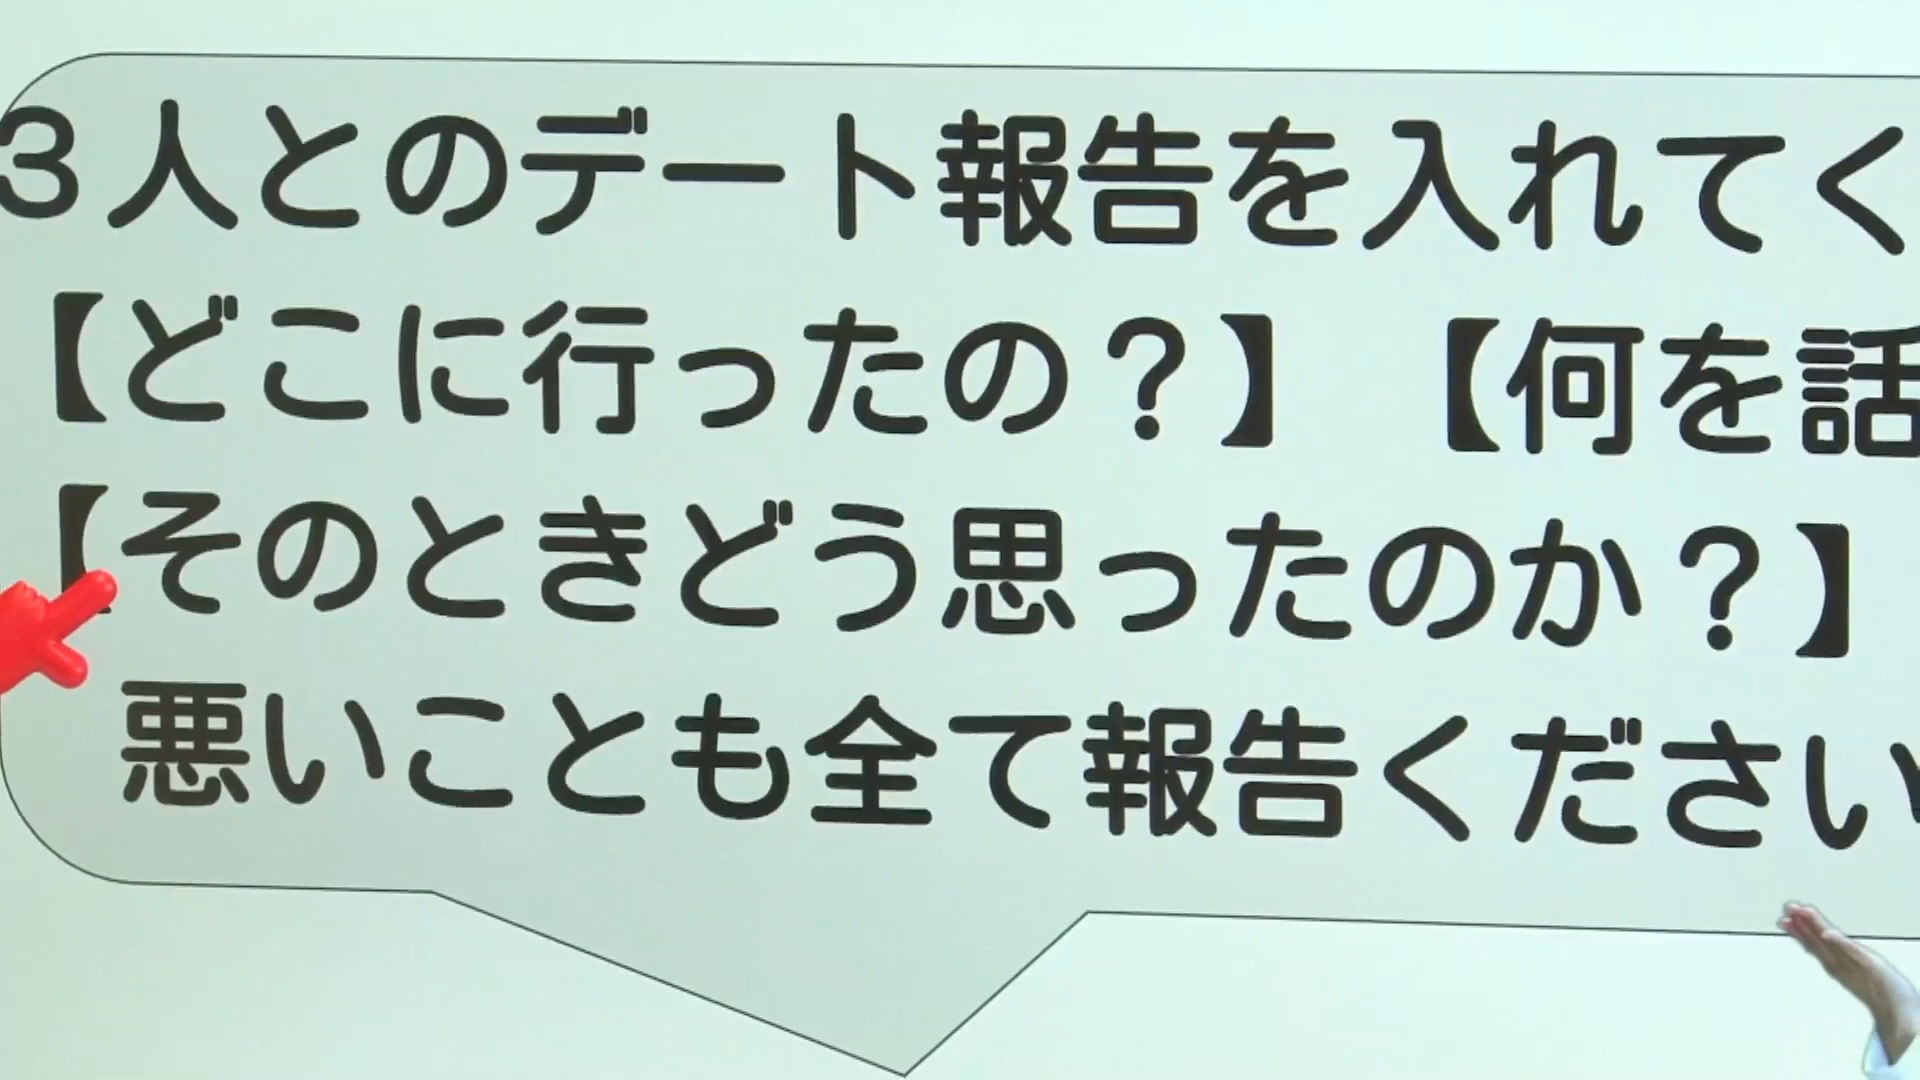 ３人とのデート報告を入れてく
【どこに行ったの？】【何を話
【そのときどう思ったのか？】
悪いことも全て報告ください